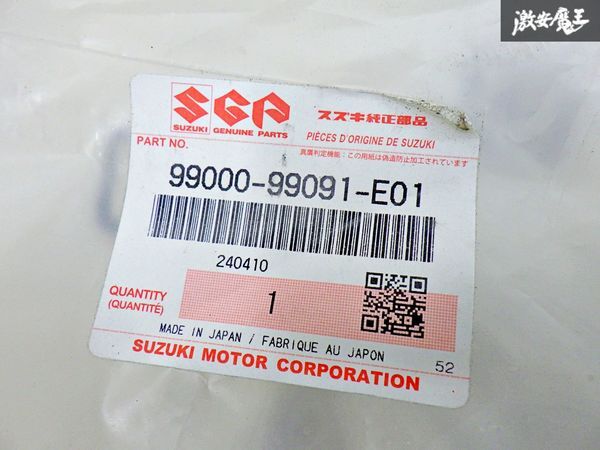 激安魔王
SGP
SUZUKI GENUINE PARTS
スズキ純正部品
PIÈCES D'ORIGINE DE SUZUKI
PART NO.
真贋判定機能：この用紙は偽造防止加工されています
99000-99091-E01
240410
QUANTITY
(QUANTITÉ)
1
MADE IN JAPAN / FABRIQUE AU JAPON
SUZUKI MOTOR CORPORATION
52